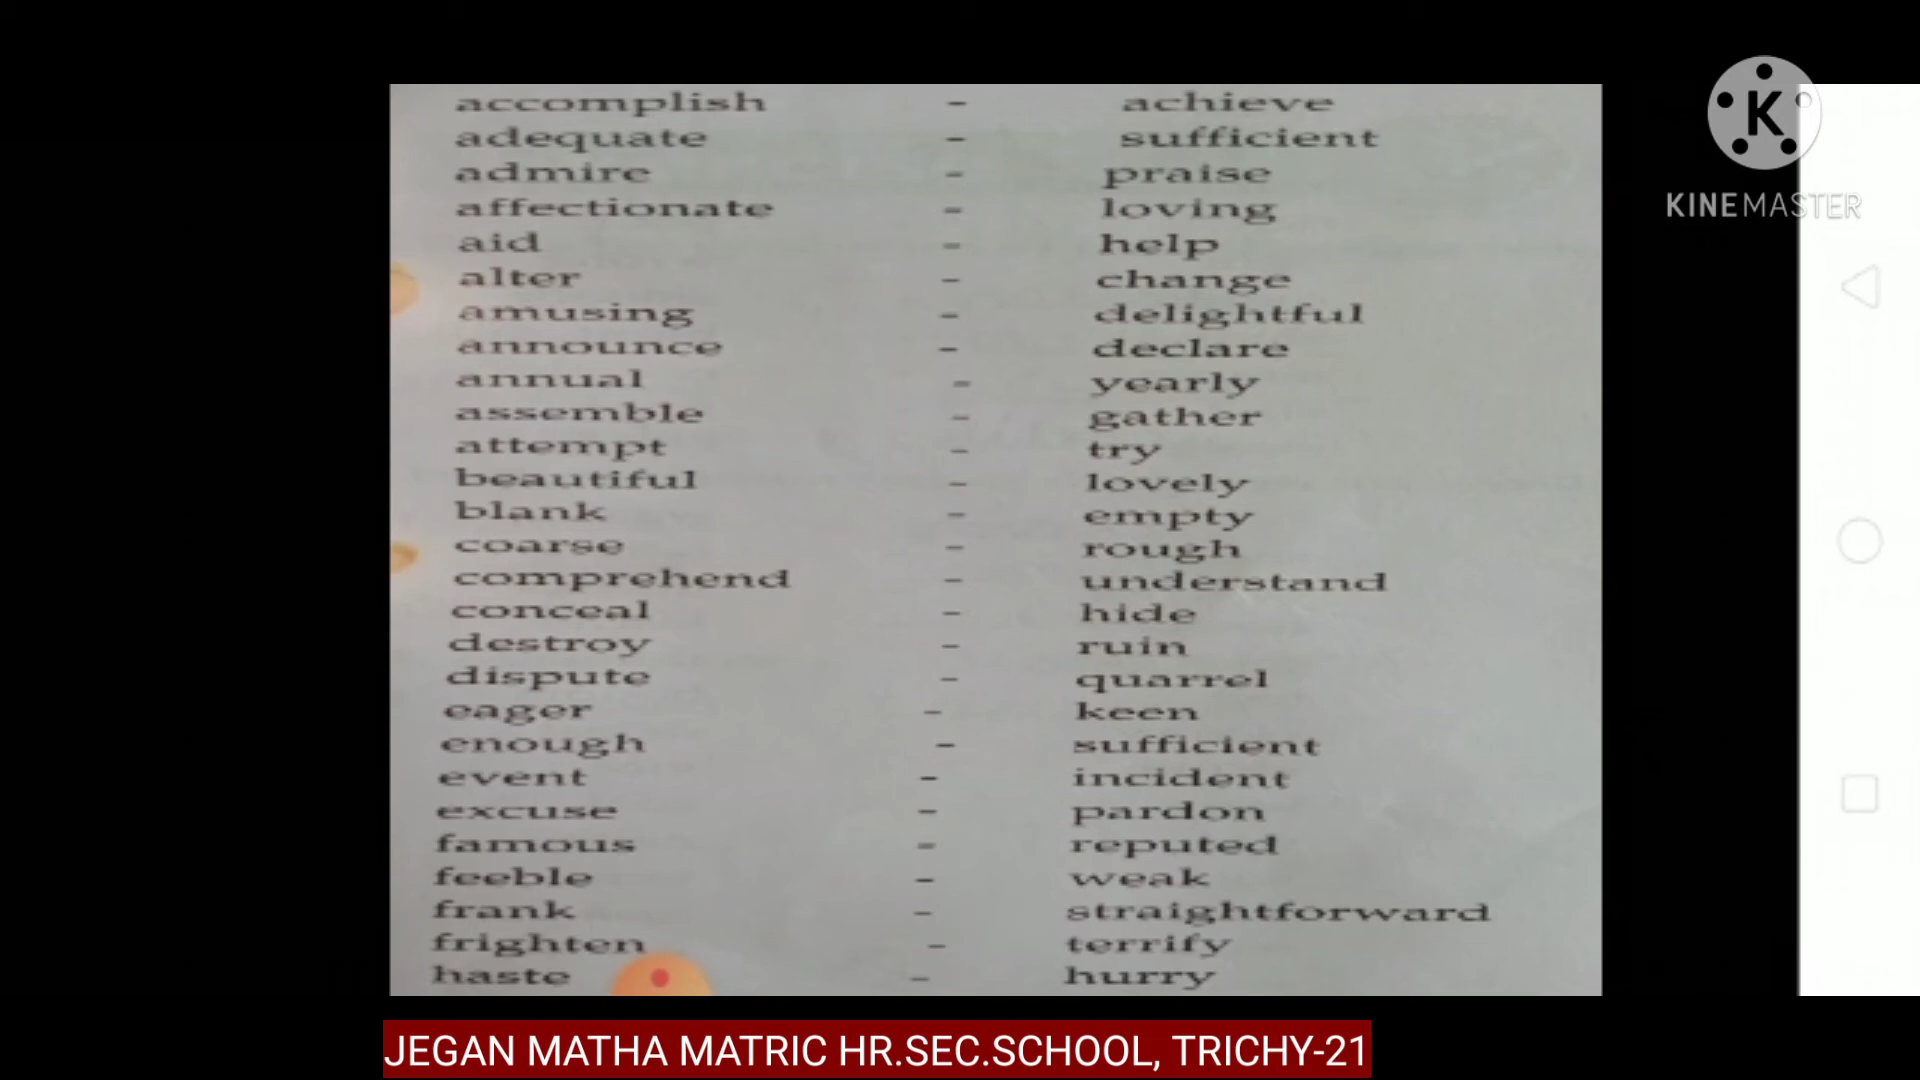 accomplish - achieve
adequate - sufficient
admire - praise
affectionate - loving
aid - help
alter - change
amusing - delightful
announce - declare
annual - yearly
assemble - gather
attempt - try
beautiful - lovely
blank - empty
coarse - rough
comprehend - understand
conceal - hide
destroy - ruin
dispute - quarrel
eager - keen
enough - sufficient
event - incident
excuse - pardon
famous - reputed
feeble - weak
frank - straightforward
frighten - terrify
haste - hurry
K
KINEMASTER
JEGAN MATHA MATRIC HR.SEC.SCHOOL, TRICHY-21